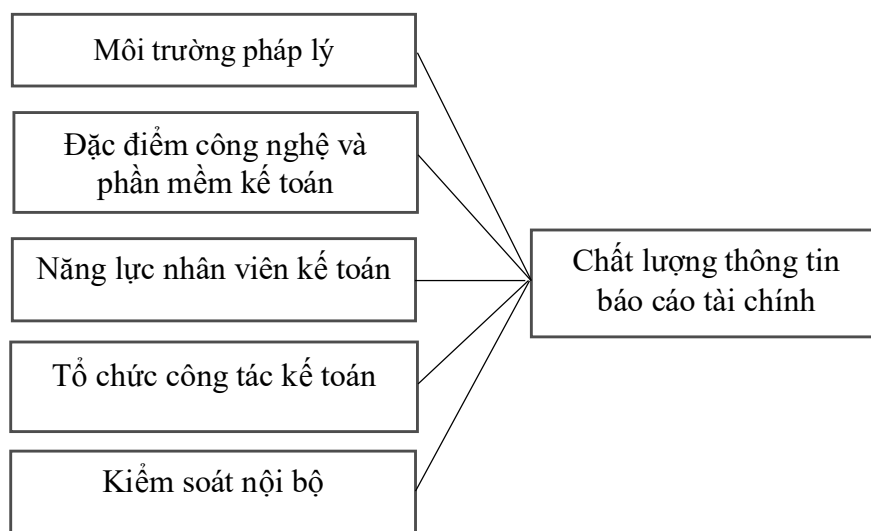 Môi trường pháp lý
Đặc điểm công nghệ và
phần mềm kế toán
Năng lực nhân viên kế toán
Tổ chức công tác kế toán
Kiểm soát nội bộ
Chất lượng thông tin
báo cáo tài chính